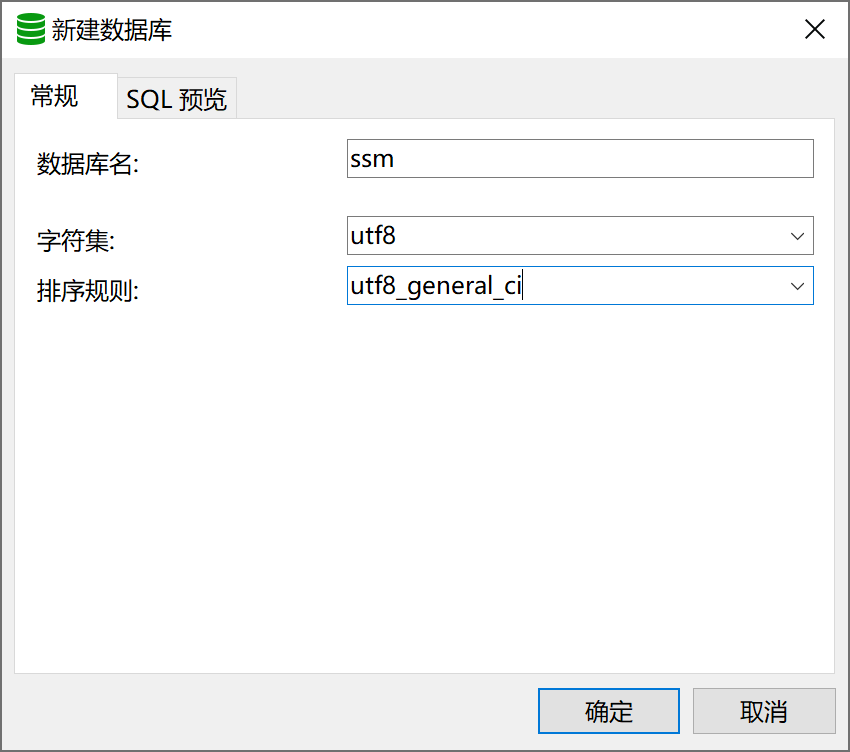 新建数据库
常规
SQL 预览
数据库名:
ssm
字符集:
utf8
排序规则:
utf8_general_ci
确定
取消